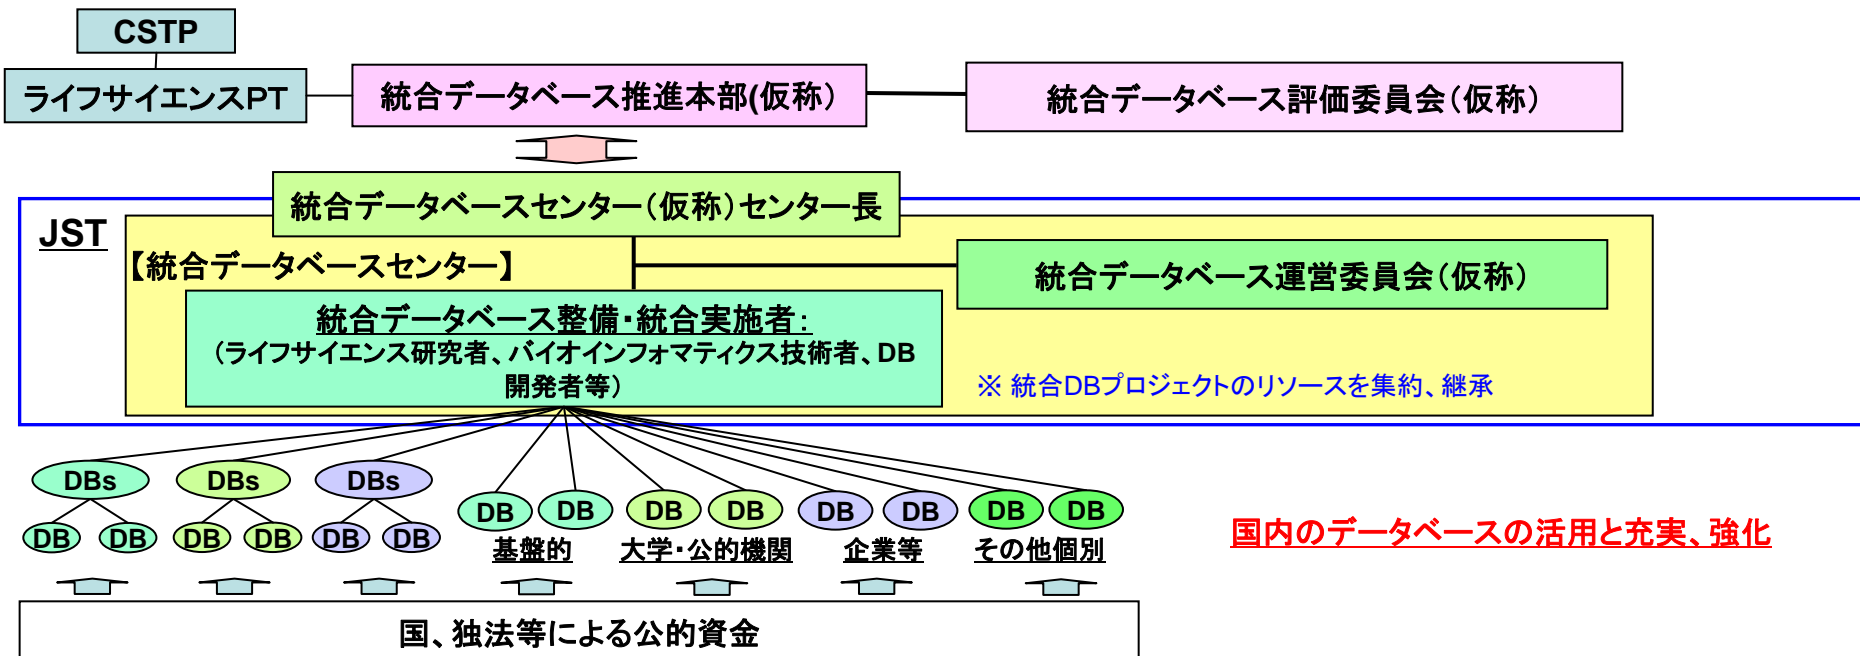 CSTP
ライフサイエンスPT
統合データベース推進本部(仮称）
統合データベース評価委員会（仮称）
統合データベースセンター（仮称）センター長
JST
【統合データベースセンター】
統合データベース運営委員会（仮称）
統合データベース整備・統合実施者：
（ライフサイエンス研究者、バイオインフォマティクス技術者、DB
開発者等）
※ 統合DBプロジェクトのリソースを集約、継承
DBs DBs DBs
DB DB DB DB DB DB DB DB
DB DB DB DB DB DB
基盤的 大学・公的機関 企業等 その他個別
国内のデータベースの活用と充実、強化
国、独法等による公的資金